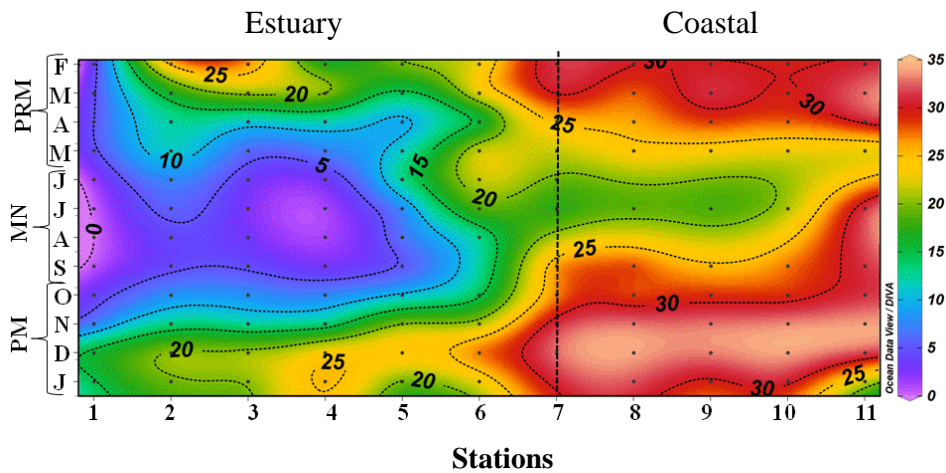 Estuary Coastal
PRM MN PM
F
M
A
M
J
J
A
S
O
N
D
J
25 20 10 5 0 15 20 25 30 30 25 30 20 25 20 30 25
35
30
25
20
15
10
5
0
Ocean Data View / DIVA
1 2 3 4 5 6 7 8 9 10 11
Stations